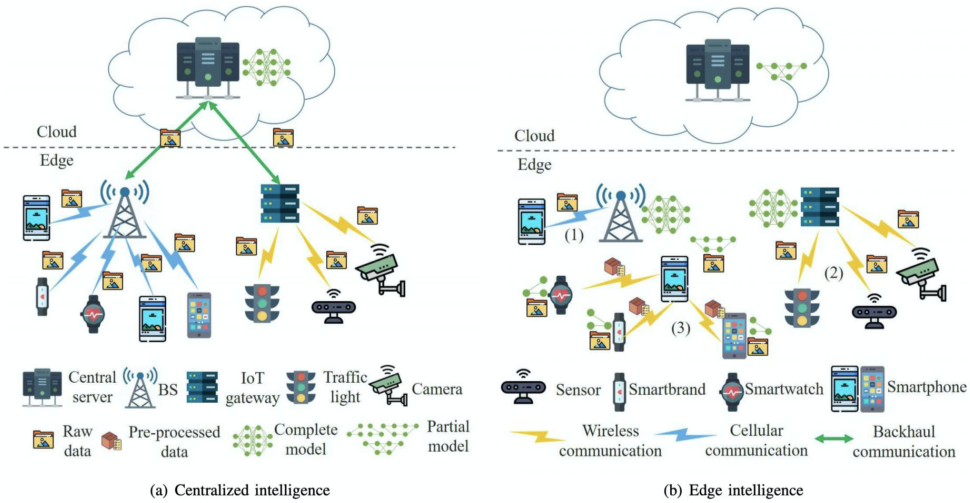 Cloud
Edge
Cloud
Edge
(1)
(2)
(3)
Central
server
BS
IoT
gateway
Traffic
light
Camera
Raw
data
Pre-processed
data
Complete
model
Partial
model
Sensor
Smartbrand
Smartwatch
Smartphone
Wireless
communication
Cellular
communication
Backhaul
communication
(a) Centralized intelligence
(b) Edge intelligence